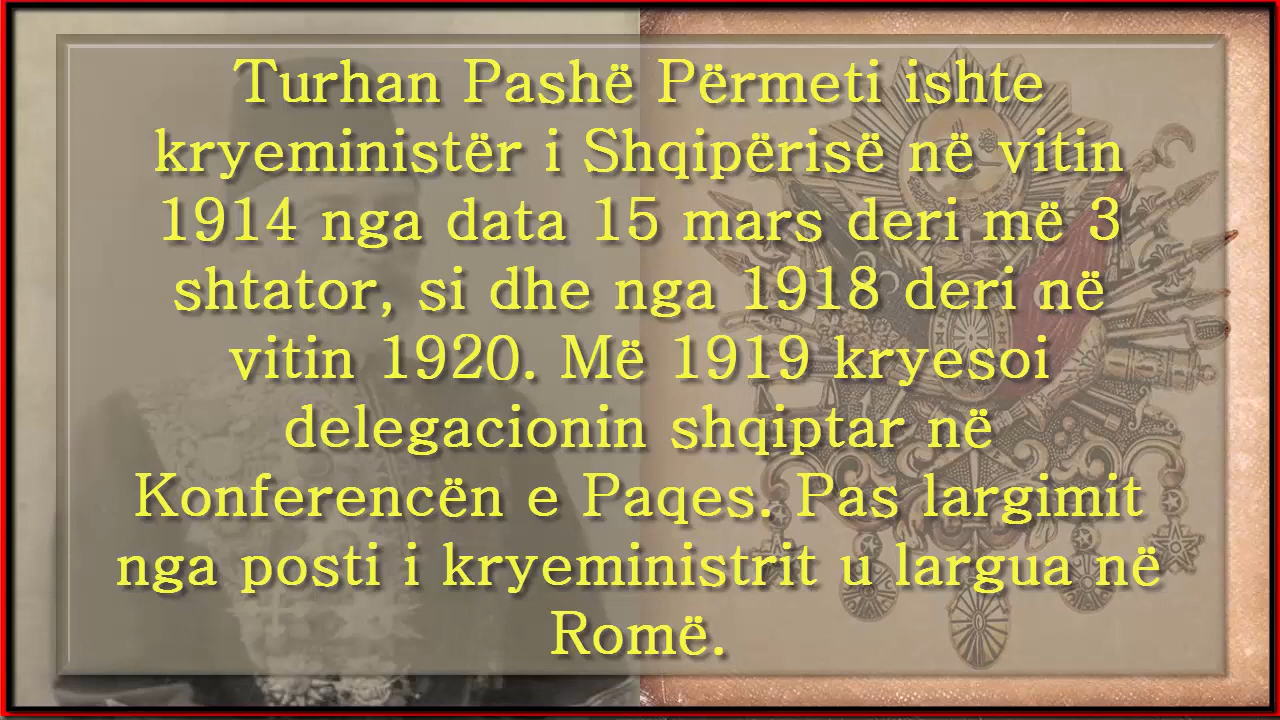 Turhan Pashë Përmeti ishte
kryeministër i Shqipërisë në vitin
1914 nga data 15 mars deri më 3
shtator, si dhe nga 1918 deri në
vitin 1920. Më 1919 kryesoi
delegacionin shqiptar në
Konferencën e Paqes. Pas largimit
nga posti i kryeministrit u largua në
Romë.